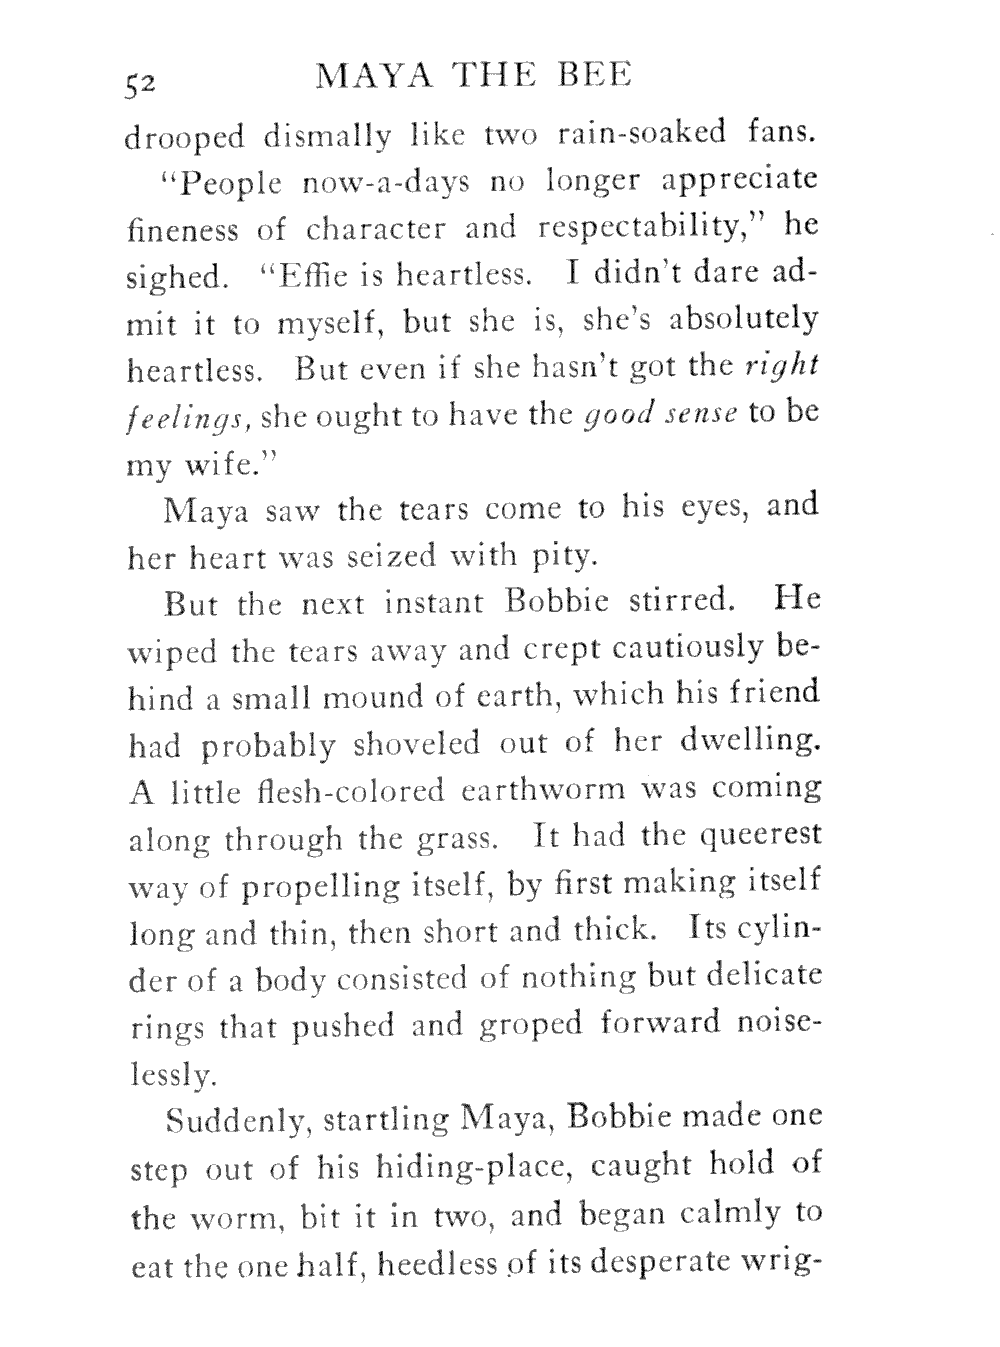 52 MAYA THE BEE
drooped dismally like two rain-soaked fans.
“People now-a-days no longer appreciate
fineness of character and respectability,” he
sighed. “Effie is heartless. I didn’t dare ad-
mit it to myself, but she is, she’s absolutely
heartless. But even if she hasn’t got the right
feelings, she ought to have the good sense to be
my wife.”
Maya saw the tears come to his eyes, and
her heart was seized with pity.
But the next instant Bobbie stirred. He
wiped the tears away and crept cautiously be-
hind a small mound of earth, which his friend
had probably shoveled out of her dwelling.
A little flesh-colored earthworm was coming
along through the grass. It had the queerest
way of propelling itself, by first making itself
long and thin, then short and thick. Its cylin-
der of a body consisted of nothing but delicate
rings that pushed and groped forward noise-
lessly.
Suddenly, startling Maya, Bobbie made one
step out of his hiding-place, caught hold of
the worm, bit it in two, and began calmly to
eat the one half, heedless of its desperate wrig-